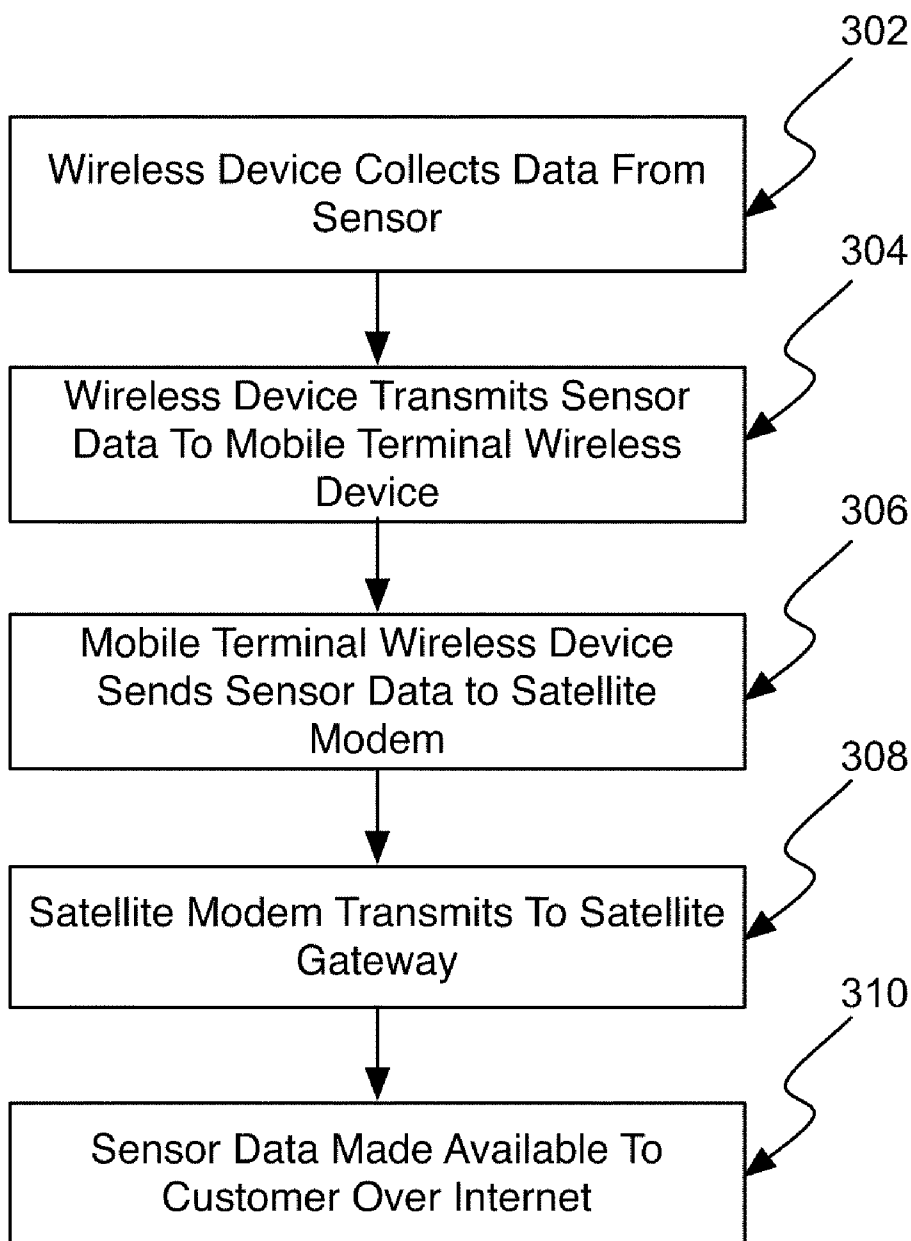 302
Wireless Device Collects Data From
Sensor
304
Wireless Device Transmits Sensor
Data To Mobile Terminal Wireless
Device
306
Mobile Terminal Wireless Device
Sends Sensor Data to Satellite
Modem
308
Satellite Modem Transmits To Satellite
Gateway
310
Sensor Data Made Available To
Customer Over Internet